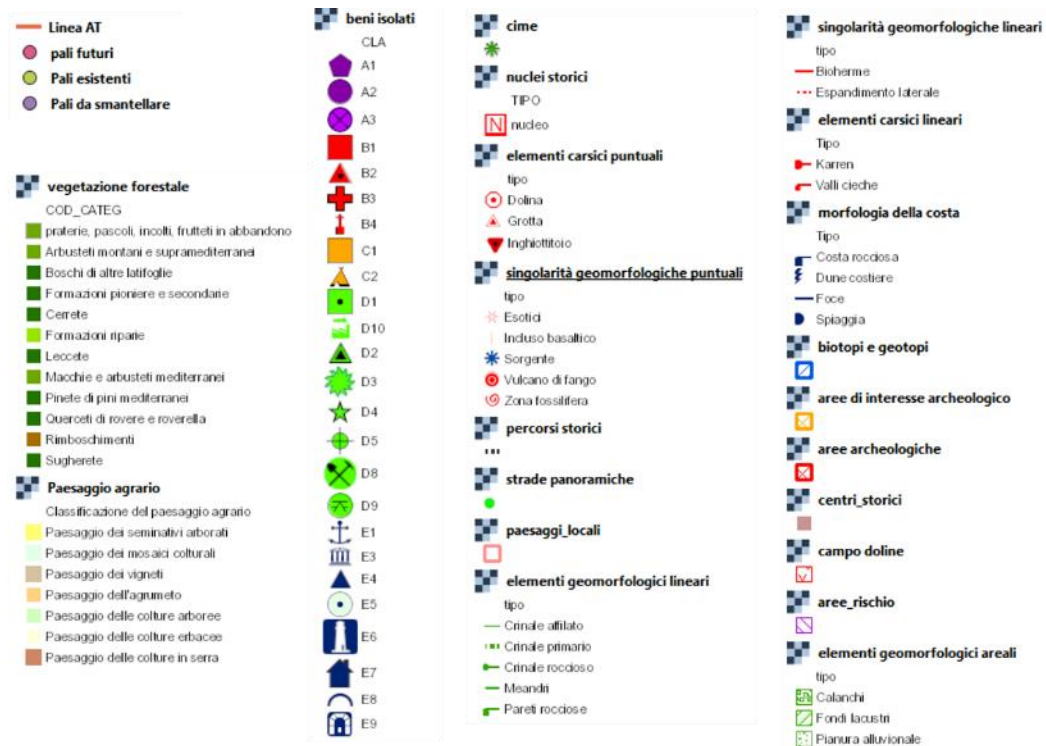 Linea AT
pali futuri
Pali esistenti
Pali da smantellare
vegetazione forestale
COD_CATEG
praterie, pascoli, incolti, frutteti in abbandono
Arbusteti montani e supramediterranei
Boschi di altre latifoglie
Formazioni pioniere e secondarie
Cerrete
Formazioni riparie
Leccete
Macchie e arbusteti mediterranei
Pinete di pini mediterranei
Querceti di rovere e roverella
Rimboschimenti
Sugherete
Paesaggio agrario
Classificazione del paesaggio agrario
Paesaggio dei seminativi arborati
Paesaggio dei mosaici colturali
Paesaggio dei vigneti
Paesaggio dell'agrumeto
Paesaggio delle colture arboree
Paesaggio delle colture erbacee
Paesaggio delle colture in serra
beni isolati
CLA
A1
A2
A3
B1
B2
B3
B4
C1
C2
D1
D10
D2
D3
D4
D5
D8
D9
E1
E3
E4
E5
E6
E7
E8
E9
cime
nuclei storici
TIPO
N nucleo
elementi carsici puntuali
tipo
Dolina
Grotta
Inghiottitoio
singolarità geomorfologiche puntuali
tipo
Esotici
Incluso basaltico
Sorgente
Vulcano di fango
Zona fossilifera
percorsi storici
strade panoramiche
paesaggi_locali
elementi geomorfologici lineari
tipo
Crinale affilato
Crinale primario
Crinale roccioso
Meandri
Pareti rocciose
singolarità geomorfologiche lineari
tipo
Bioherme
Espandimento laterale
elementi carsici lineari
Tipo
Karren
Valli cieche
morfologia della costa
Tipo
Costa rocciosa
Dune costiere
Foce
Spiaggia
biotopi e geotopi
aree di interesse archeologico
aree archeologiche
centri_storici
campo doline
aree_rischio
elementi geomorfologici areali
tipo
Calanchi
Fondi lacustri
Pianura alluvionale